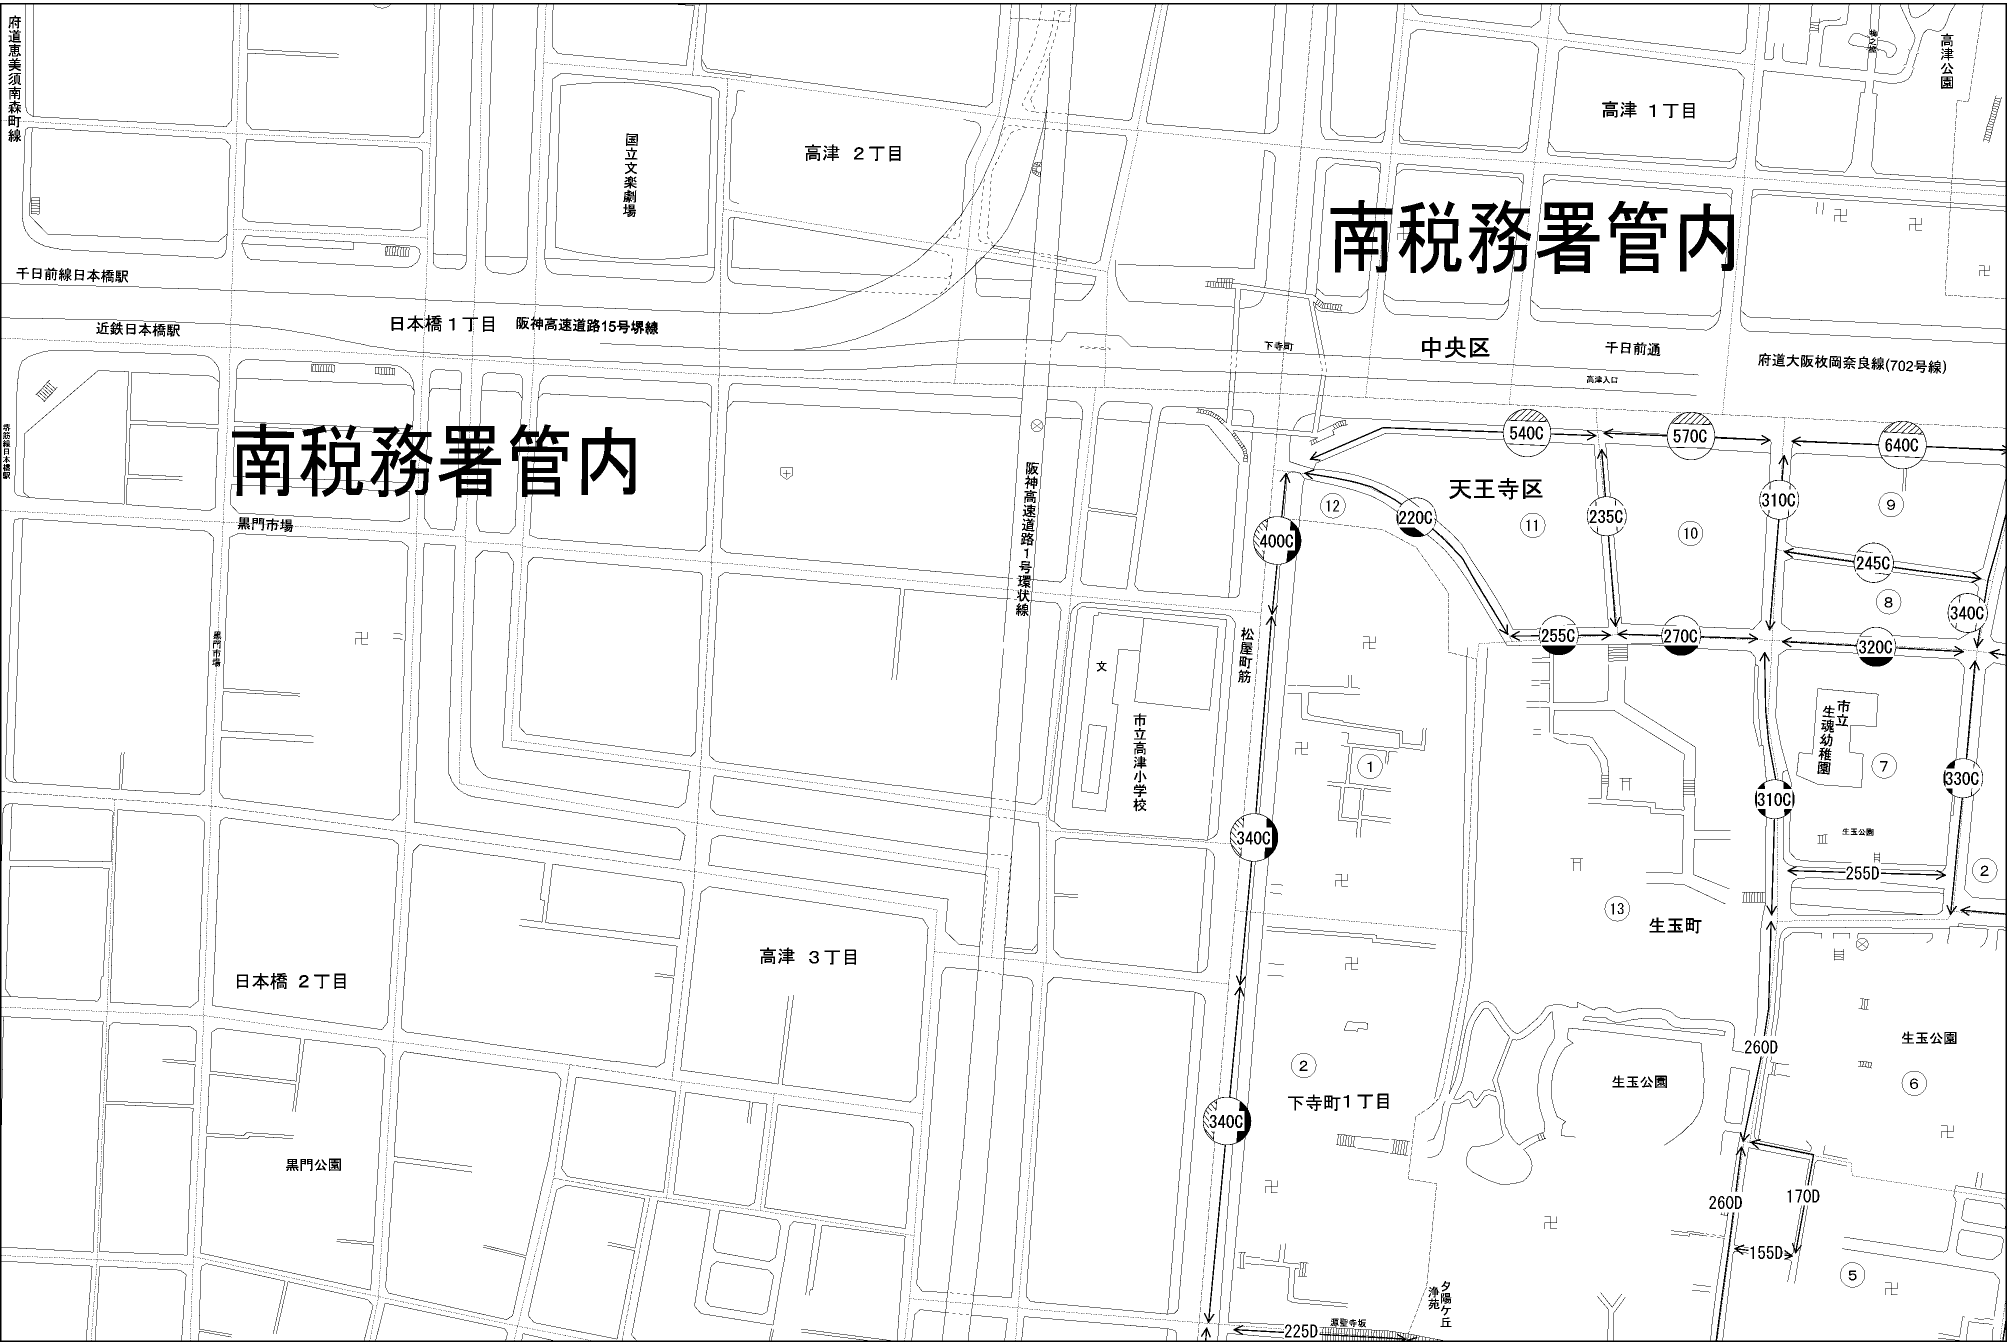 府道恵美須南森町線
梅之橋
高津公園
高津 1丁目
国立文楽劇場
高津 2丁目
南税務署管内
千日前線日本橋駅
近鉄日本橋駅
日本橋1丁目
阪神高速道路15号堺線
下寺町
中央区
千日前通
高津入口
府道大阪枚岡奈良線(702号線)
堺筋線日本橋駅
南税務署管内
540C
570C
640C
阪神高速道路1号環状線
天王寺区
黒門市場
12
220C
11
235C
10
310C
9
400C
245C
8
340C
黒門市場
松屋町筋
255C
270C
320C
文
市立高津小学校
市立生魂幼稚園
1
7
330C
310C
340C
生玉公園
255D
2
13
生玉町
高津 3丁目
日本橋 2丁目
260D
生玉公園
2
生玉公園
6
下寺町1丁目
340C
黒門公園
260D
170D
155D
5
夕陽ケ丘浄苑
源聖寺坂
225D